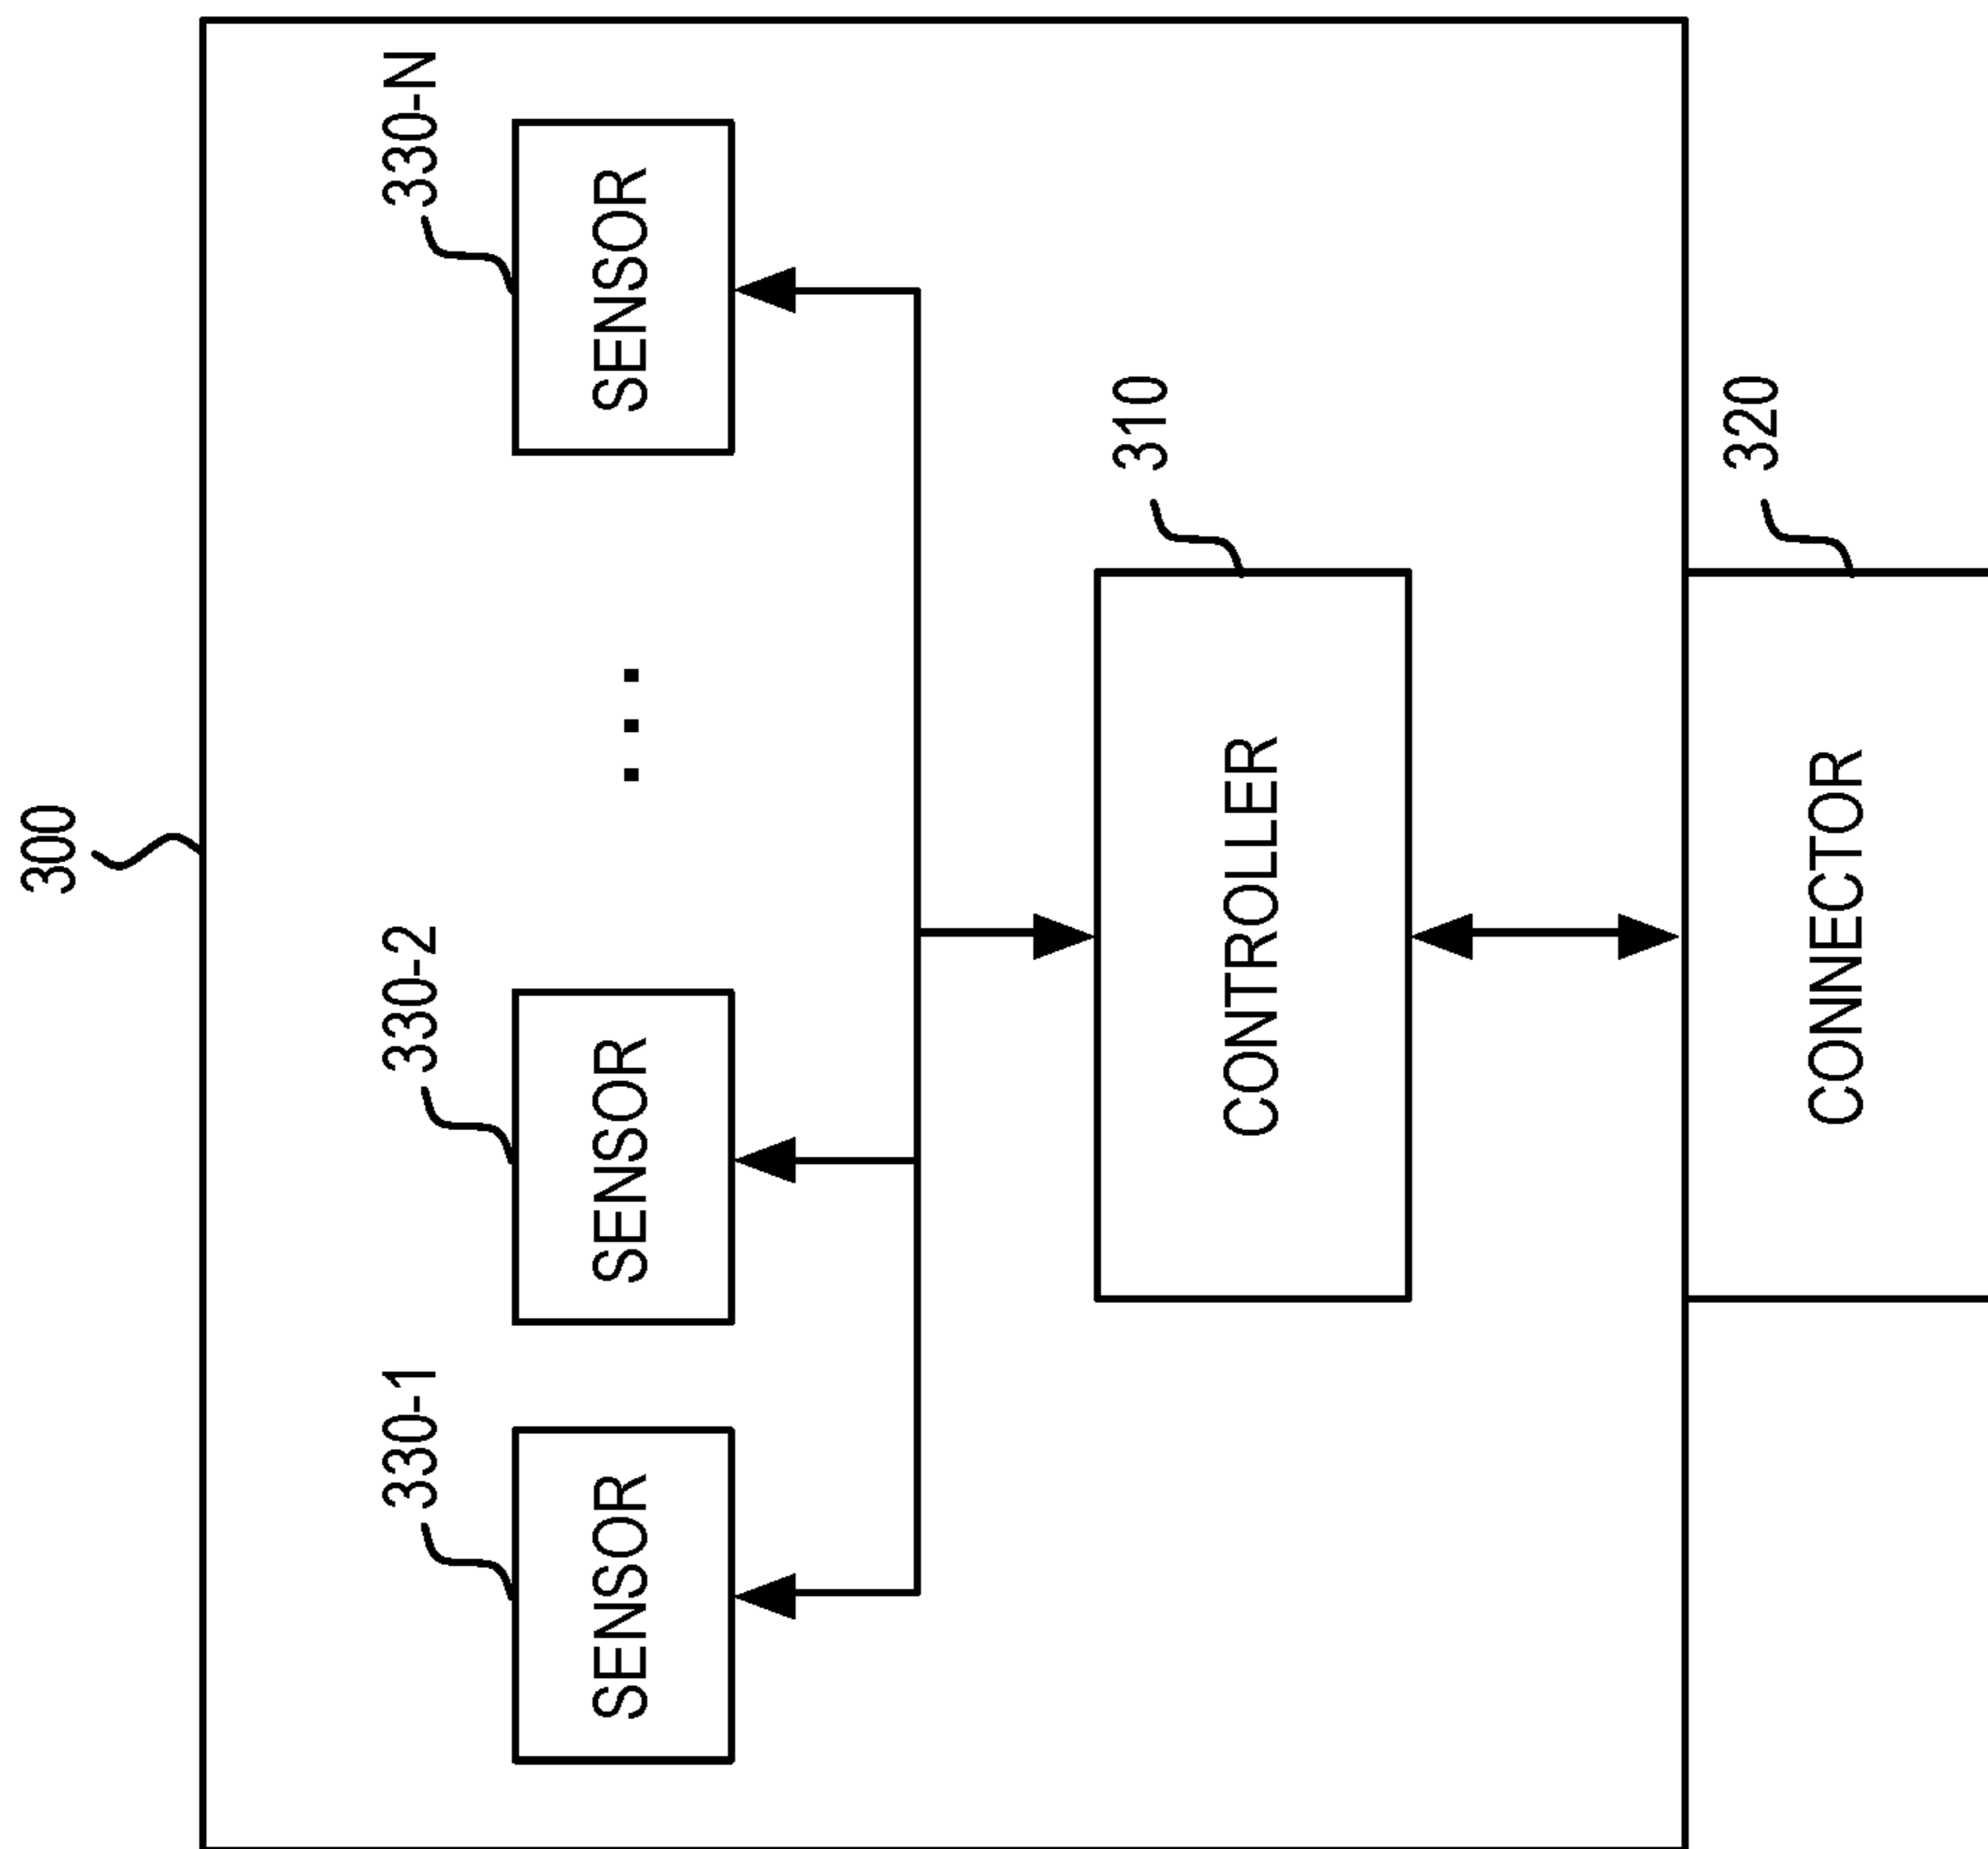 300
330-1
330-2
330-N
SENSOR
SENSOR
SENSOR
310
CONTROLLER
320
CONNECTOR